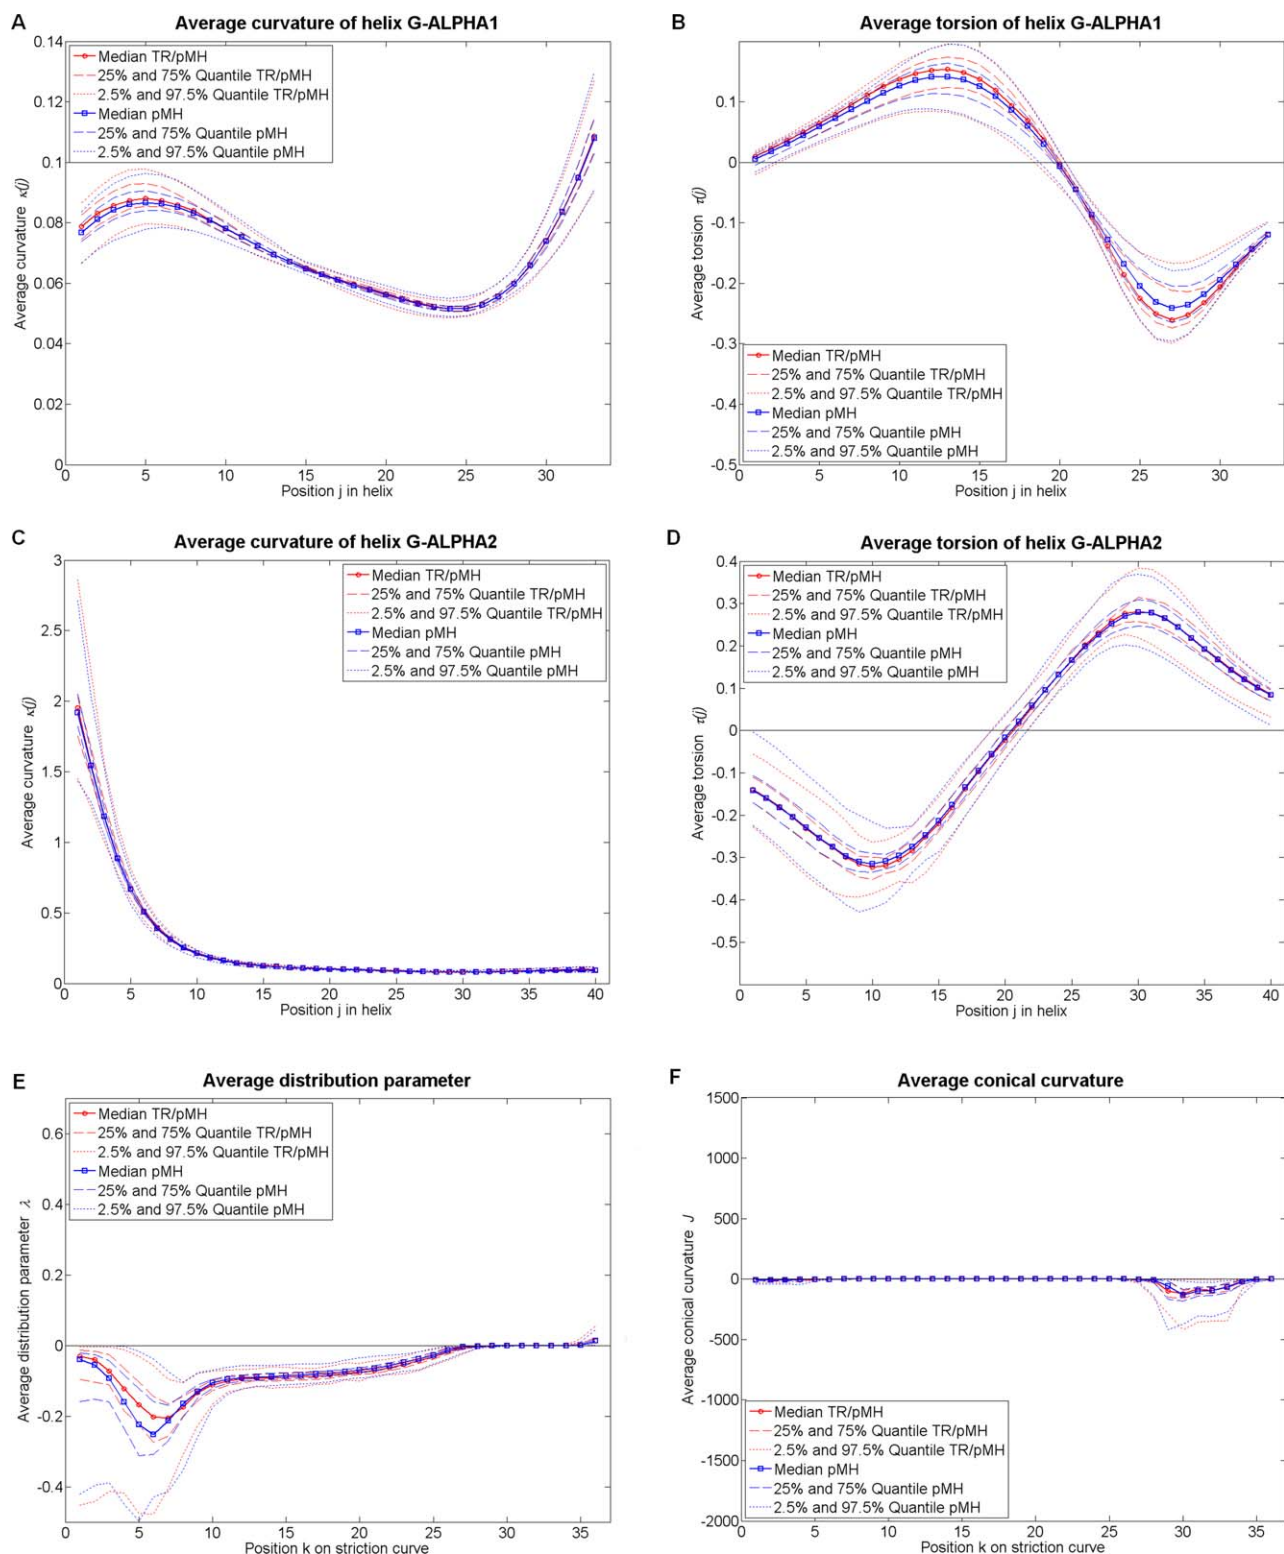 A
Average curvature of helix G-ALPHA1
0.14
0.12
0.1
0.08
0.06
0.04
0.02
0
Average curvature κ(j)
Median TR/pMH
25% and 75% Quantile TR/pMH
2.5% and 97.5% Quantile TR/pMH
Median pMH
25% and 75% Quantile pMH
2.5% and 97.5% Quantile pMH
0 5 10 15 20 25 30
Position j in helix
B
Average torsion of helix G-ALPHA1
0.1
0
-0.1
-0.2
-0.3
-0.4
-0.5
Average torsion τ(j)
Median TR/pMH
25% and 75% Quantile TR/pMH
2.5% and 97.5% Quantile TR/pMH
Median pMH
25% and 75% Quantile pMH
2.5% and 97.5% Quantile pMH
0 5 10 15 20 25 30
Position j in helix
C
Average curvature of helix G-ALPHA2
3
2.5
2
1.5
1
0.5
0
Average curvature κ(j)
Median TR/pMH
25% and 75% Quantile TR/pMH
2.5% and 97.5% Quantile TR/pMH
Median pMH
25% and 75% Quantile pMH
2.5% and 97.5% Quantile pMH
0 5 10 15 20 25 30 35 40
Position j in helix
D
Average torsion of helix G-ALPHA2
0.4
0.3
0.2
0.1
0
-0.1
-0.2
-0.3
-0.4
-0.5
Average torsion τ(j)
Median TR/pMH
25% and 75% Quantile TR/pMH
2.5% and 97.5% Quantile TR/pMH
Median pMH
25% and 75% Quantile pMH
2.5% and 97.5% Quantile pMH
0 5 10 15 20 25 30 35 40
Position j in helix
E
Average distribution parameter
0.6
0.4
0.2
0
-0.2
-0.4
Average distribution parameter λ
Median TR/pMH
25% and 75% Quantile TR/pMH
2.5% and 97.5% Quantile TR/pMH
Median pMH
25% and 75% Quantile pMH
2.5% and 97.5% Quantile pMH
0 5 10 15 20 25 30 35
Position k on striction curve
F
Average conical curvature
1500
1000
500
0
-500
-1000
-1500
-2000
Average conical curvature J
Median TR/pMH
25% and 75% Quantile TR/pMH
2.5% and 97.5% Quantile TR/pMH
Median pMH
25% and 75% Quantile pMH
2.5% and 97.5% Quantile pMH
0 5 10 15 20 25 30 35
Position k on striction curve